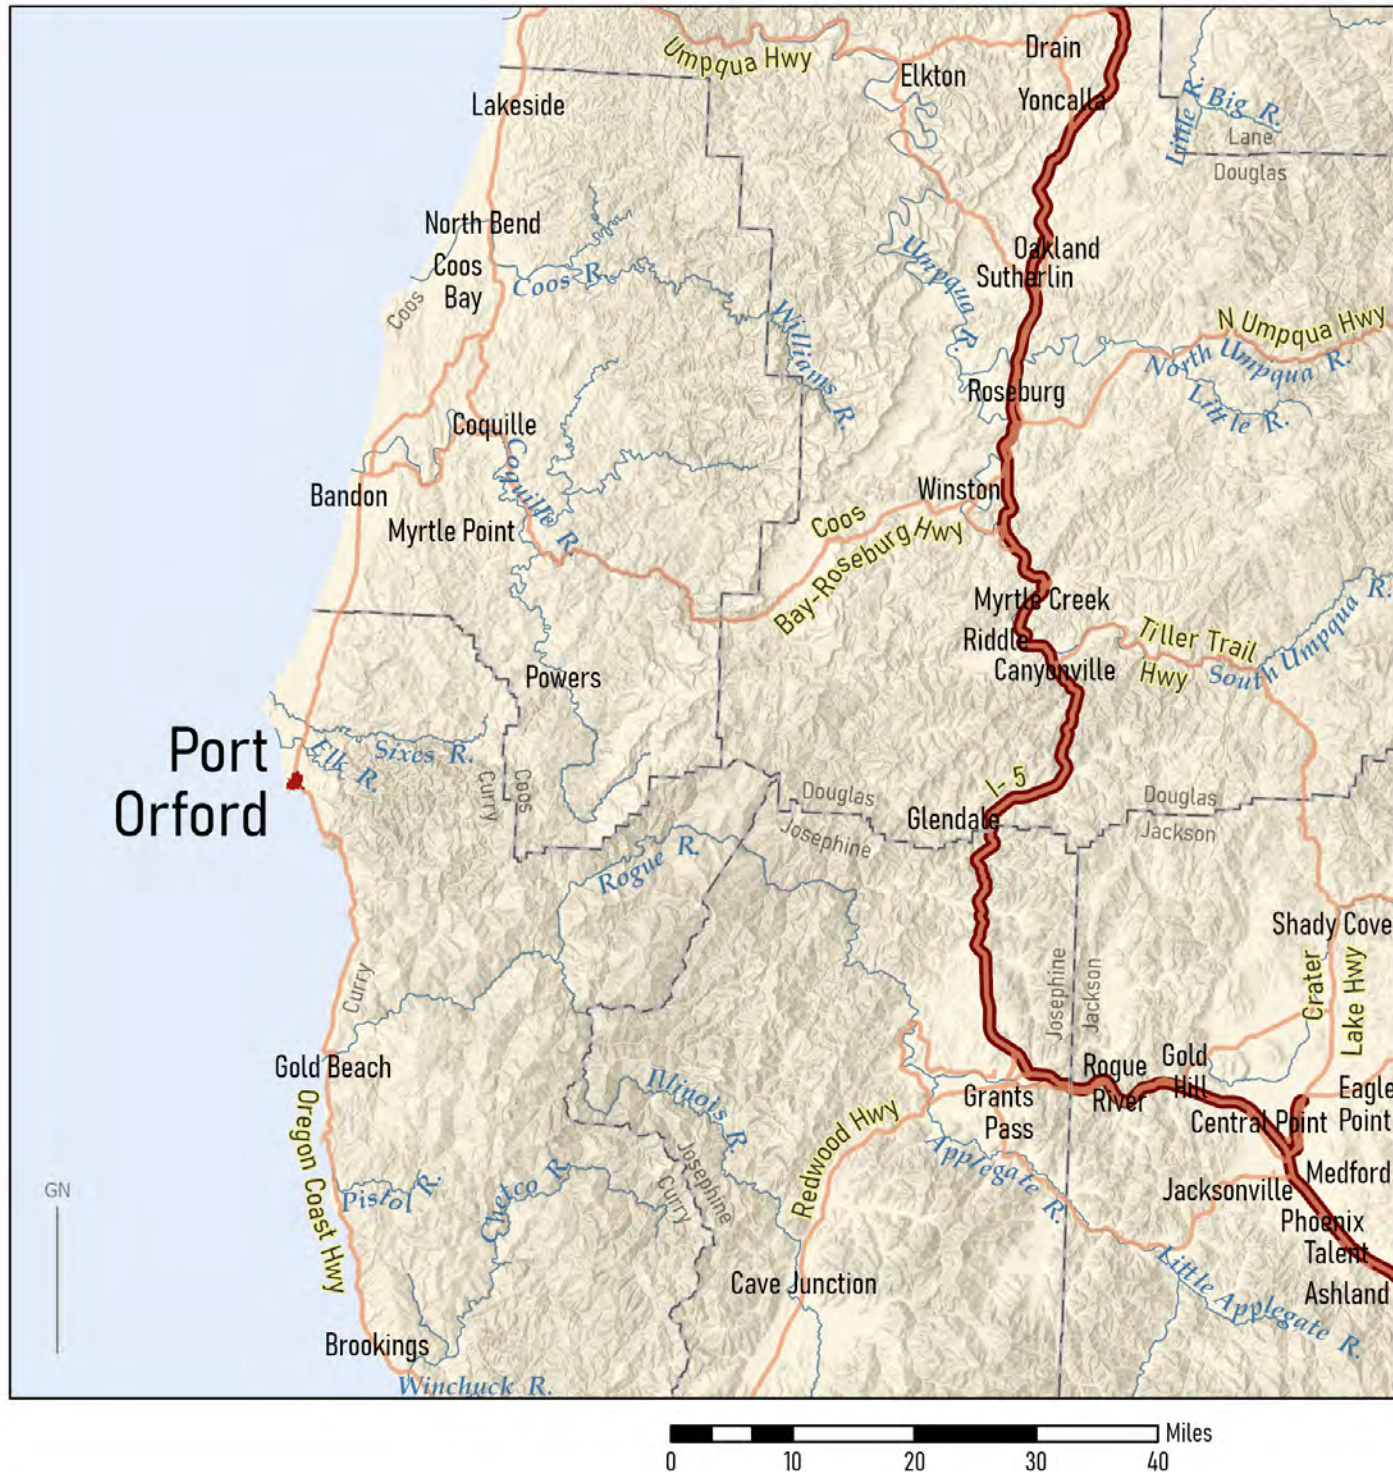 Umpqua Hwy
Drain
Elkton
Yoncalla
Lakeside
Little R.
Big R.
Lane
Douglas
North Bend
Coos
Bay
Coos R.
Coos
Umpqua R.
Oakland
Sutherlin
Williams R.
N Umpqua Hwy
North Umpqua R.
Little R.
Roseburg
Coquille
Coquille R.
Bandon
Myrtle Point
Winston
Coos
Bay-Roseburg Hwy
Myrtle Creek
Riddle
Canyonville
Tiller Trail
Hwy
South Umpqua R.
Powers
Port
Orford
Elk R.
Sixes R.
Curry
Coos
I- 5
Douglas
Josephine
Glendale
Douglas
Jackson
Rogue R.
Shady Cove
Curry
Josephine
Jackson
Crater
Lake Hwy
Gold Beach
Illinois R.
Redwood Hwy
Grants
Pass
Rogue
River
Gold
Hill
Central Point
Eagle
Point
Oregon Coast Hwy
Applegate R.
Medford
Jacksonville
GN
Pistol R.
Chetco R.
Josephine
Curry
Phoenix
Talent
Ashland
Cave Junction
Little Applegate R.
Brookings
Winchuck R.
Miles
0 10 20 30 40